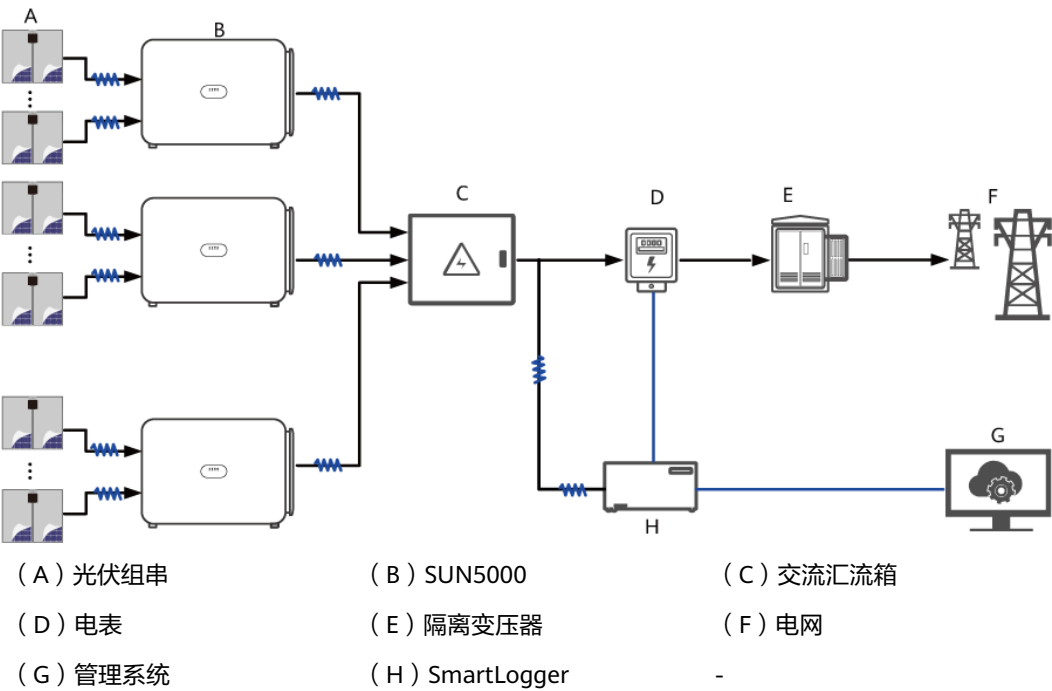 A
B
C
D
E
F
G
H
（A）光伏组串 （B）SUN5000 （C）交流汇流箱
（D）电表 （E）隔离变压器 （F）电网
（G）管理系统 （H）SmartLogger -